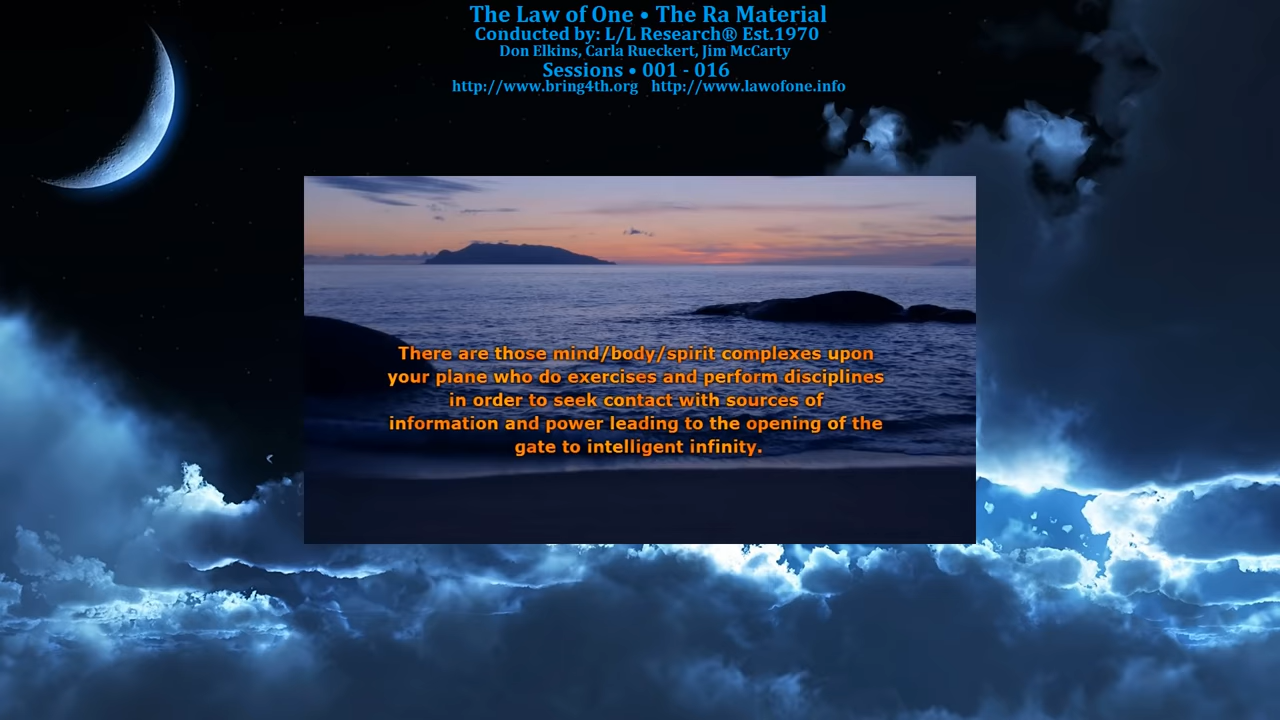 The Law of One • The Ra Material
Conducted by: L/L Research® Est.1970
Don Elkins, Carla Rueckert, Jim McCarty
Sessions • 001 - 016
http://www.bring4th.org http://www.lawofone.info
There are those mind/body/spirit complexes upon
your plane who do exercises and perform disciplines
in order to seek contact with sources of
information and power leading to the opening of the
gate to intelligent infinity.